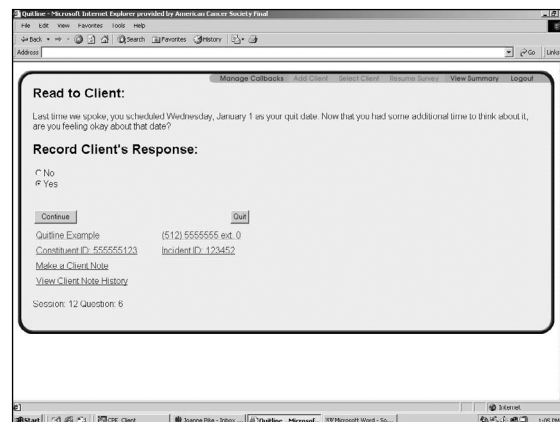 Quitline - Microsoft Internet Explorer provided by American Cancer Society Final
File Edit View Favorites Tools Help
Back Search Favorites History
Address Go Links
Manage Callbacks Add Client Select Client Resume Survey View Summary Logout
Read to Client:
Last time we spoke, you scheduled Wednesday, January 1 as your quit date. Now that you had some additional time to think about it,
are you feeling okay about that date?
Record Client's Response:
No
Yes
Continue Quit
Quitline Example (512) 5555555 ext. 0
Constituent ID: 555555123 Incident ID: 123452
Make a Client Note
View Client Note History
Session: 12 Question: 6
Internet
Start CPE Client Joanne Pike - Inbox ... Quitline - Microsof... Microsoft Word - So... 1:05 PM